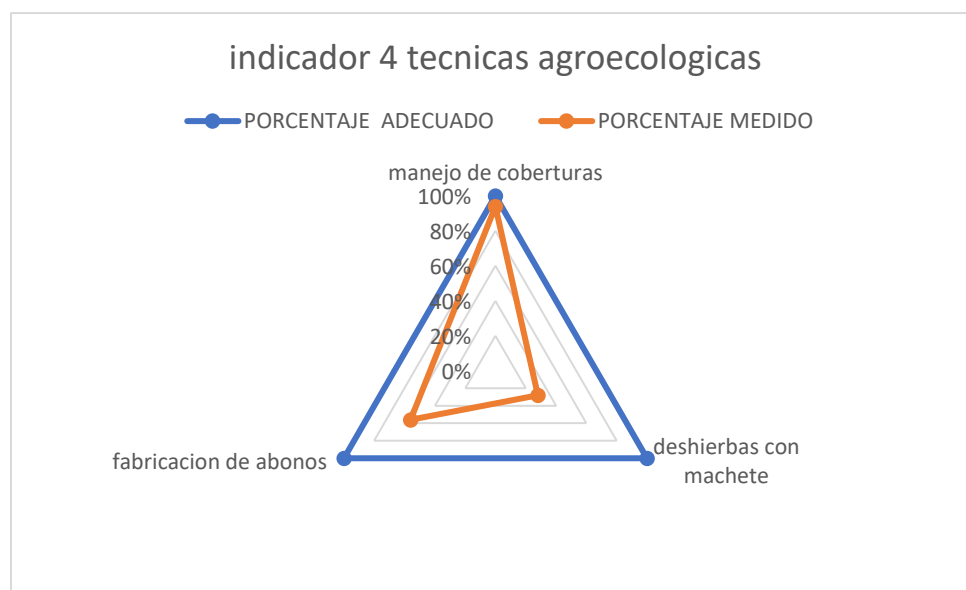 indicador 4 tecnicas agroecologicas
PORCENTAJE  ADECUADO
PORCENTAJE MEDIDO
manejo de coberturas
100%
80%
60%
40%
20%
0%
fabricacion de abonos
deshierbas con
machete